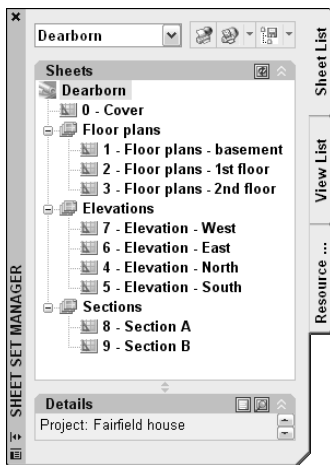 Dearborn
Sheets
Dearborn
0 - Cover
Floor plans
1 - Floor plans - basement
2 - Floor plans - 1st floor
3 - Floor plans - 2nd floor
Elevations
7 - Elevation - West
6 - Elevation - East
4 - Elevation - North
5 - Elevation - South
Sections
8 - Section A
9 - Section B
Details
Project: Fairfield house
SHEET SET MANAGER
Sheet List
View List
Resource ...